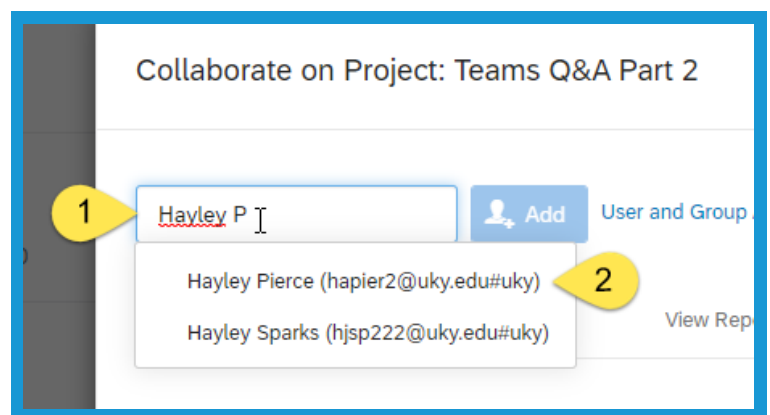 Collaborate on Project: Teams Q&A Part 2
1 Hayley P Add User and Group
Hayley Pierce (hapier2@uky.edu#uky) 2
Hayley Sparks (hjsp222@uky.edu#uky)
View Rep